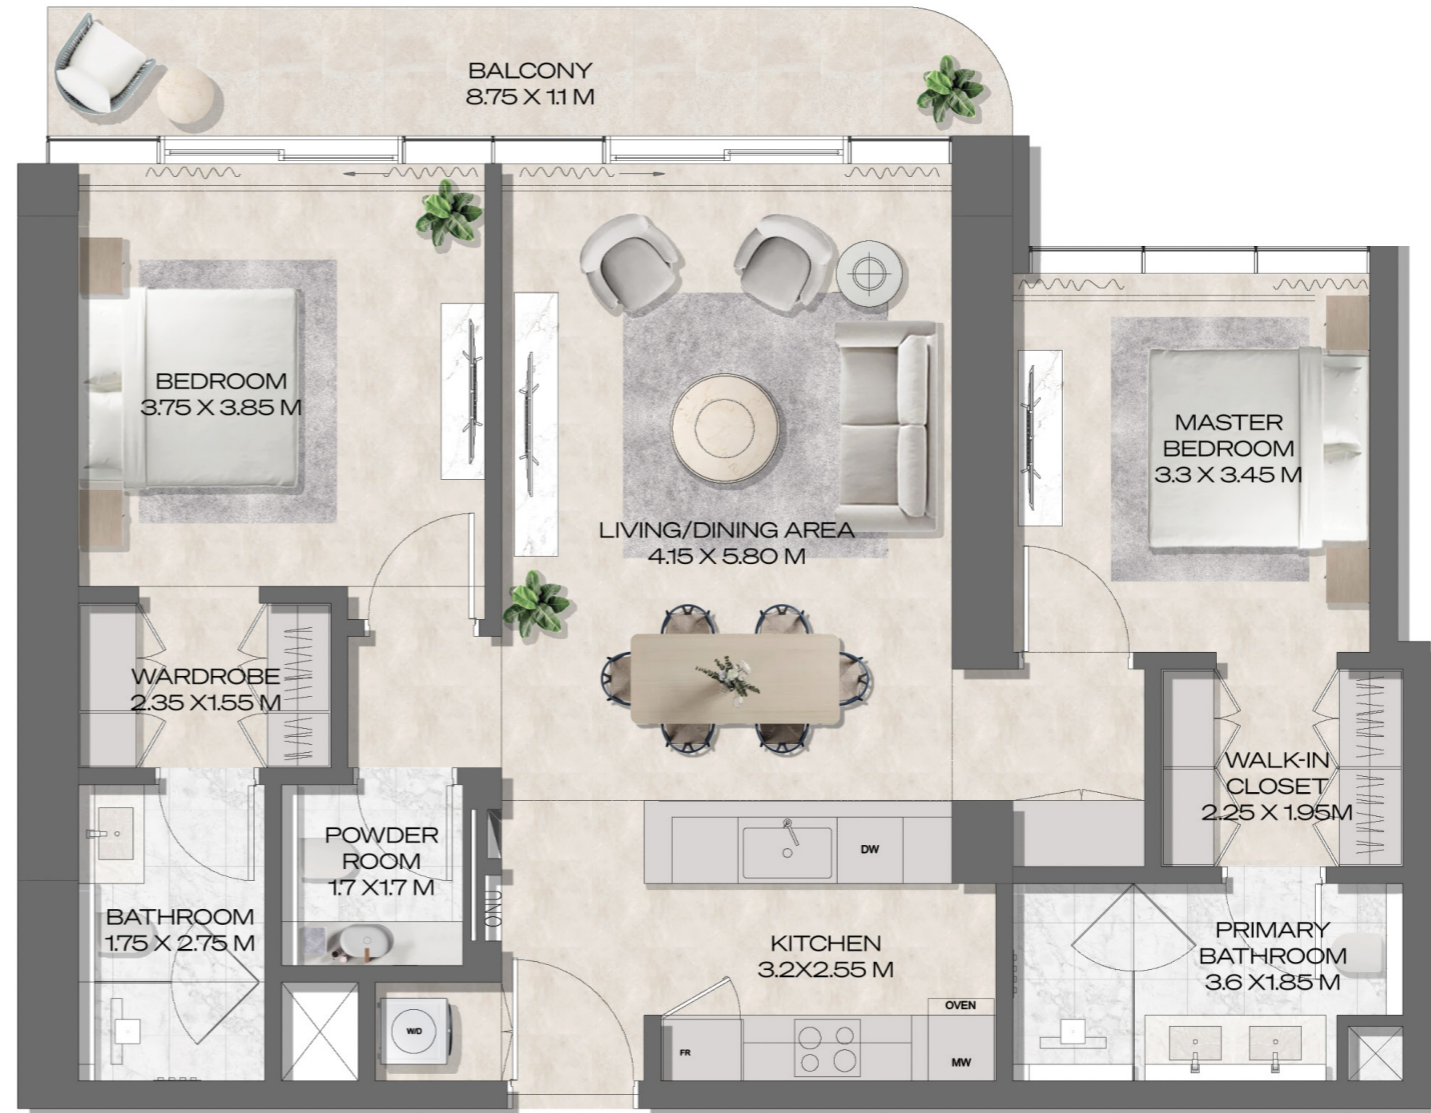 BALCONY
8.75 X 1.1 M
BEDROOM
3.75 X 3.85 M
MASTER
BEDROOM
3.3 X 3.45 M
LIVING/DINING AREA
4.15 X 5.80 M
WARDROBE
2.35 X1.55 M
WALK-IN
CLOSET
2.25 X 1.95M
POWDER
ROOM
1.7 X1.7 M
DW
ONU
BATHROOM
1.75 X 2.75 M
KITCHEN
3.2X2.55 M
PRIMARY
BATHROOM
3.6 X1.85 M
OVEN
W/D
FR
MW